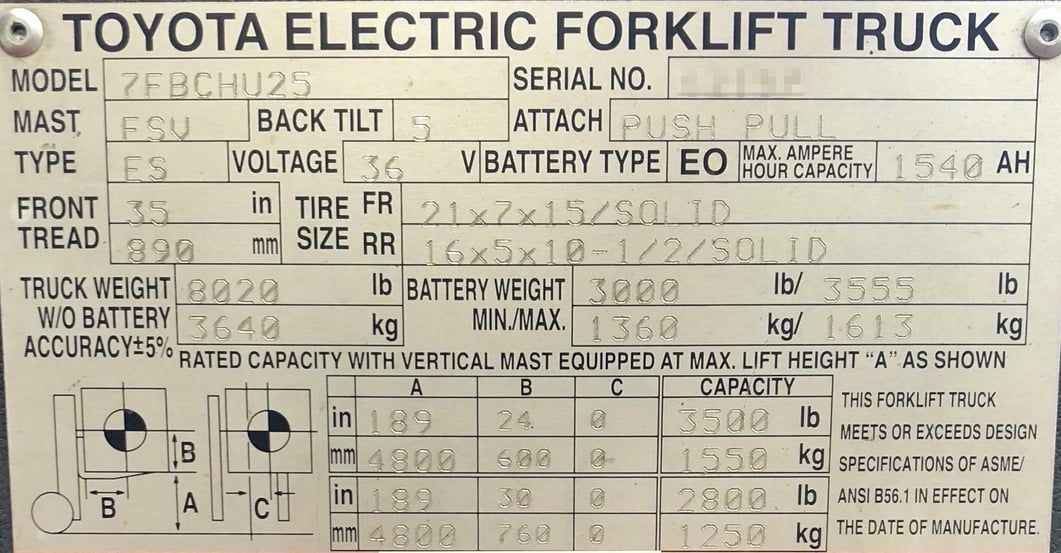 TOYOTA ELECTRIC FORKLIFT TRUCK
MODEL 7FBCHU25 SERIAL NO.
MAST FSV BACK TILT 5 ATTACH PUSH PULL
TYPE ES VOLTAGE 36 V BATTERY TYPE EO MAX. AMPERE HOUR CAPACITY 1540 AH
FRONT TREAD 35 in TIRE SIZE FR 21x7x15/SOLID
890 mm RR 16x5x10-1/2/SOLID
TRUCK WEIGHT 8020 lb BATTERY WEIGHT 3000 lb/ 3555 lb
W/O BATTERY 3640 kg MIN./MAX. 1360 kg/ 1613 kg
ACCURACY±5%
RATED CAPACITY WITH VERTICAL MAST EQUIPPED AT MAX. LIFT HEIGHT "A" AS SHOWN
A B C CAPACITY
in 189 24 0 3500 lb
mm 4800 600 0 1550 kg
in 189 30 0 2800 lb
mm 4800 760 0 1250 kg
B
B A C
THIS FORKLIFT TRUCK
MEETS OR EXCEEDS DESIGN
SPECIFICATIONS OF ASME/
ANSI B56.1 IN EFFECT ON
THE DATE OF MANUFACTURE.